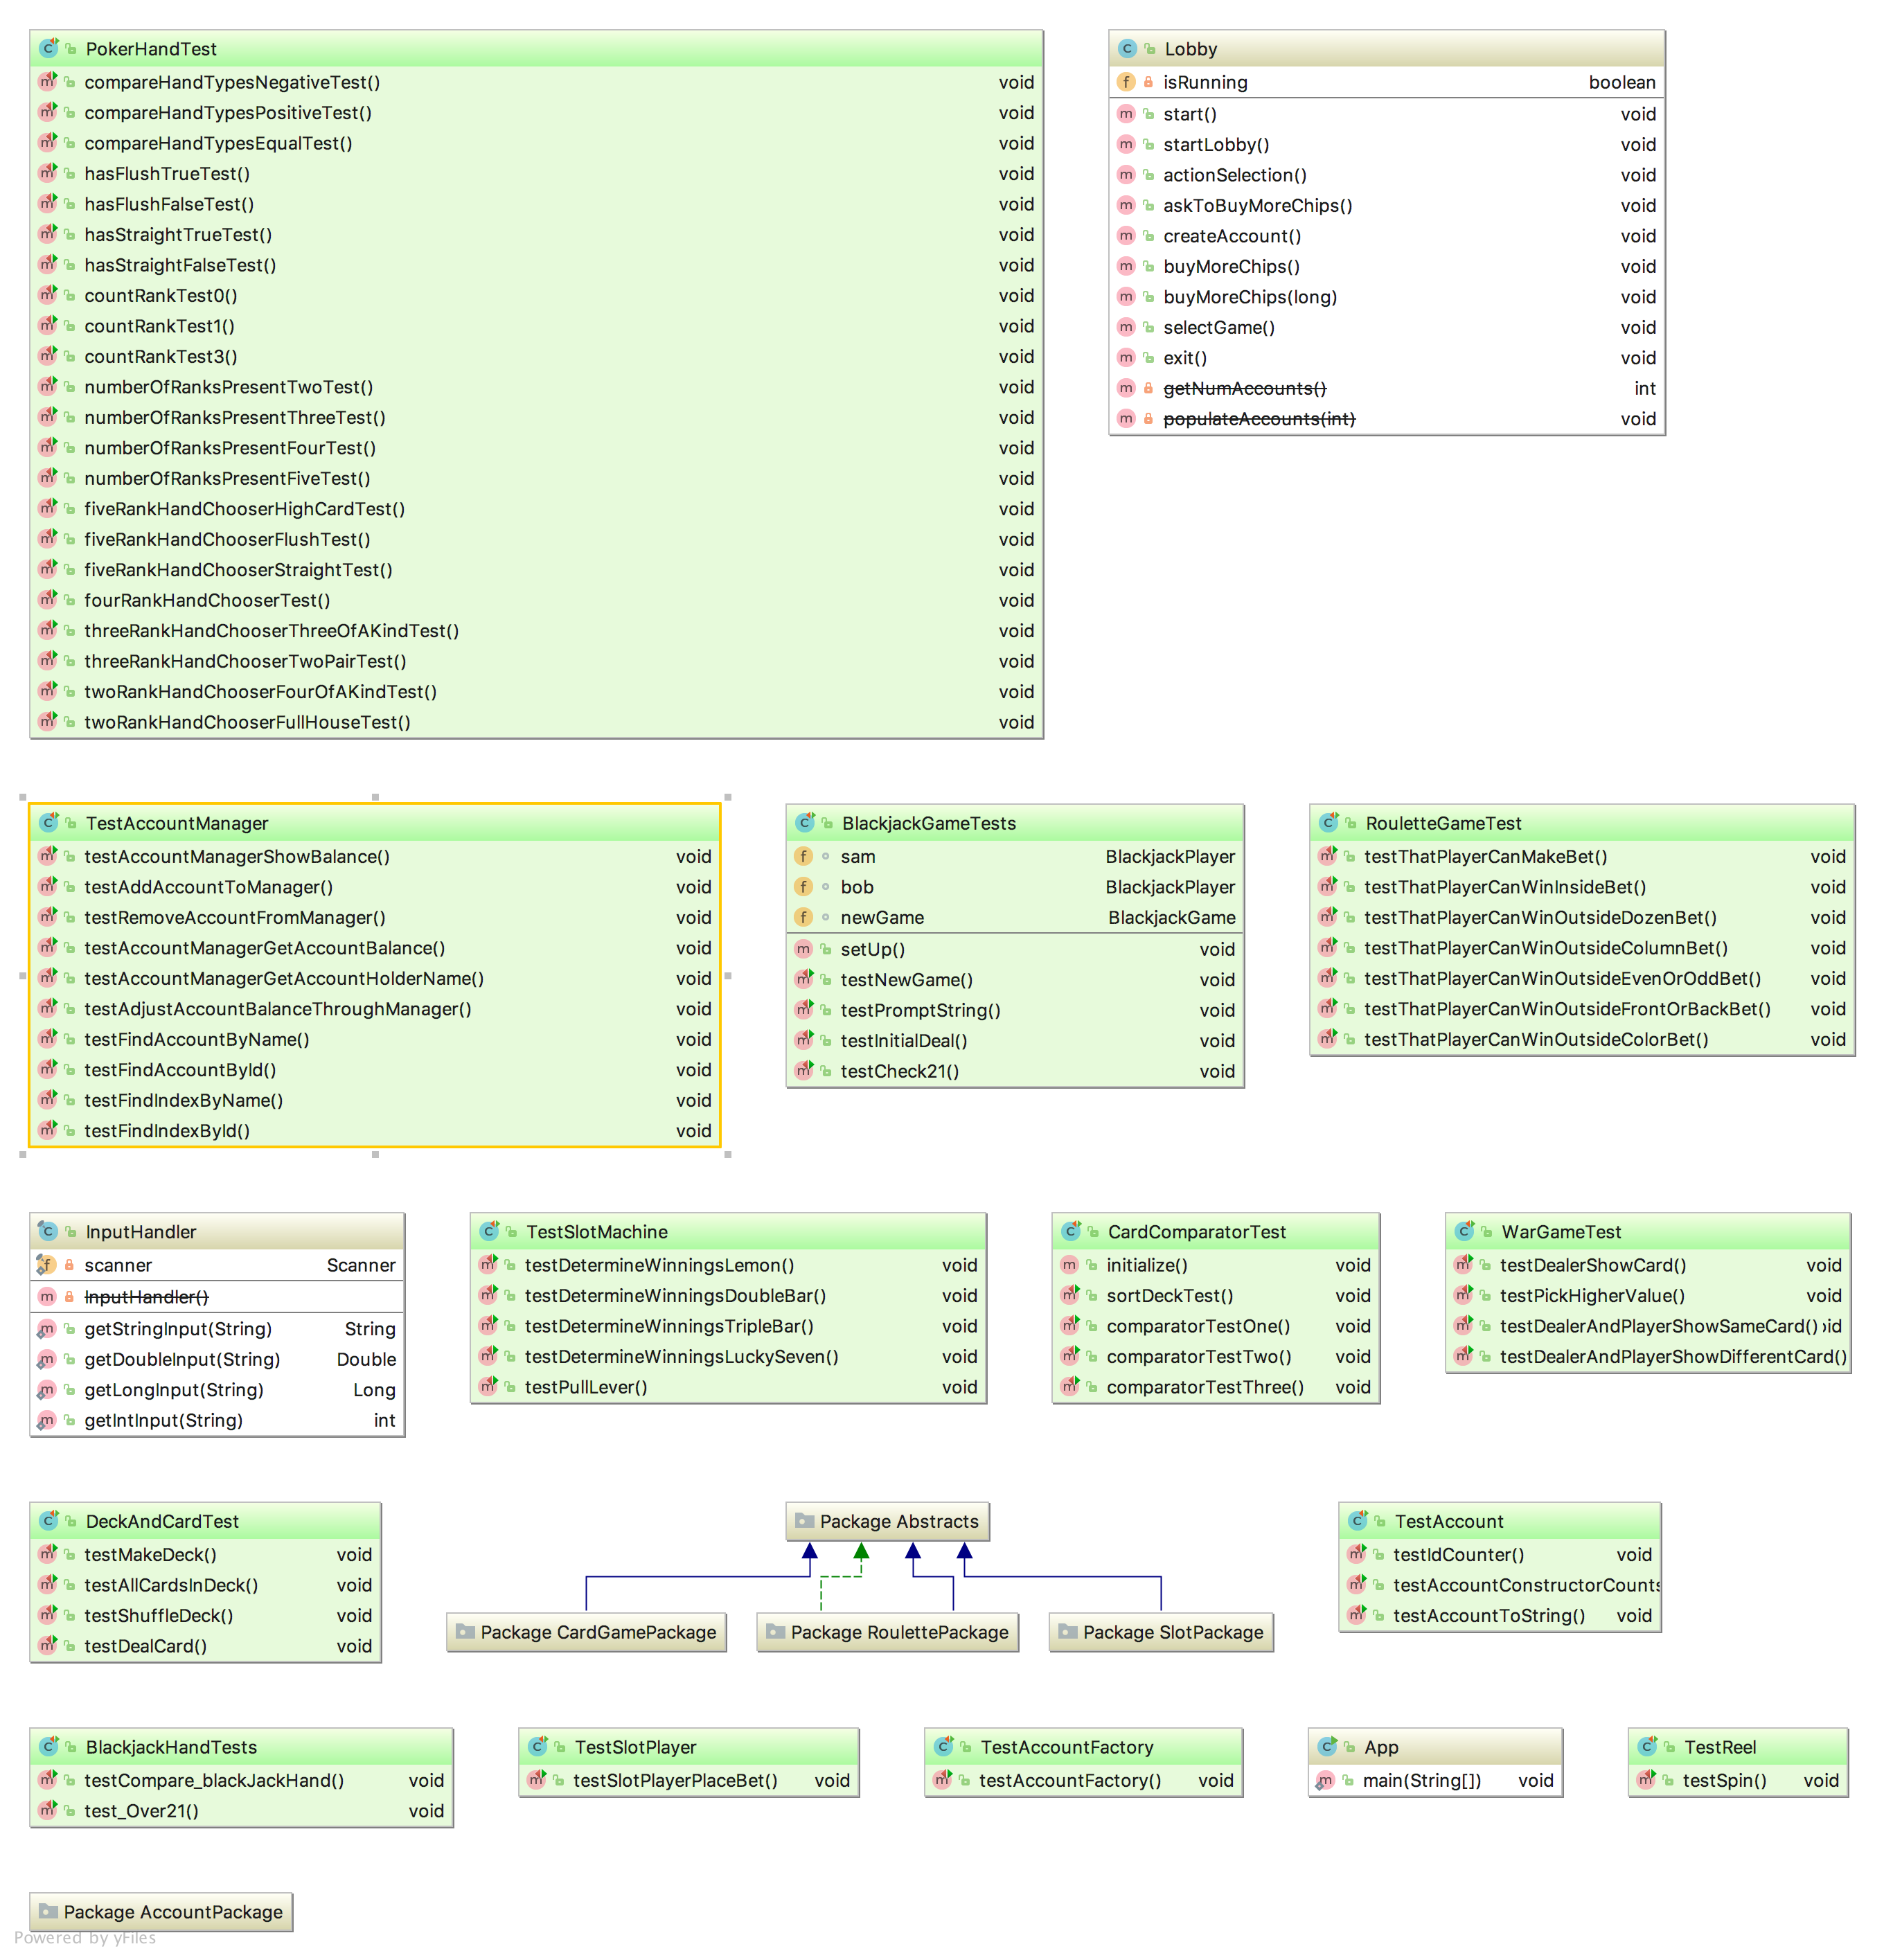 PokerHandTest
compareHandTypesNegativeTest() void
compareHandTypesPositiveTest() void
compareHandTypesEqualTest() void
hasFlushTrueTest() void
hasFlushFalseTest() void
hasStraightTrueTest() void
hasStraightFalseTest() void
countRankTest0() void
countRankTest1() void
countRankTest3() void
numberOfRanksPresentTwoTest() void
numberOfRanksPresentThreeTest() void
numberOfRanksPresentFourTest() void
numberOfRanksPresentFiveTest() void
fiveRankHandChooserHighCardTest() void
fiveRankHandChooserFlushTest() void
fiveRankHandChooserStraightTest() void
fourRankHandChooserTest() void
threeRankHandChooserThreeOfAKindTest() void
threeRankHandChooserTwoPairTest() void
twoRankHandChooserFourOfAKindTest() void
twoRankHandChooserFullHouseTest() void
Lobby
isRunning boolean
start() void
startLobby() void
actionSelection() void
askToBuyMoreChips() void
createAccount() void
buyMoreChips() void
buyMoreChips(long) void
selectGame() void
exit() void
getNumAccounts() int
populateAccounts(int) void
TestAccountManager
testAccountManagerShowBalance() void
testAddAccountToManager() void
testRemoveAccountFromManager() void
testAccountManagerGetAccountBalance() void
testAccountManagerGetAccountHolderName() void
testAdjustAccountBalanceThroughManager() void
testFindAccountByName() void
testFindAccountById() void
testFindIndexByName() void
testFindIndexById() void
BlackjackGameTests
sam BlackjackPlayer
bob BlackjackPlayer
newGame BlackjackGame
setUp() void
testNewGame() void
testPromptString() void
testInitialDeal() void
testCheck21() void
RouletteGameTest
testThatPlayerCanMakeBet() void
testThatPlayerCanWinInsideBet() void
testThatPlayerCanWinOutsideDozenBet() void
testThatPlayerCanWinOutsideColumnBet() void
testThatPlayerCanWinOutsideEvenOrOddBet() void
testThatPlayerCanWinOutsideFrontOrBackBet() void
testThatPlayerCanWinOutsideColorBet() void
InputHandler
scanner Scanner
InputHandler()
getStringInput(String) String
getDoubleInput(String) Double
getLongInput(String) Long
getIntInput(String) int
TestSlotMachine
testDetermineWinningsLemon() void
testDetermineWinningsDoubleBar() void
testDetermineWinningsTripleBar() void
testDetermineWinningsLuckySeven() void
testPullLever() void
CardComparatorTest
initialize() void
sortDeckTest() void
comparatorTestOne() void
comparatorTestTwo() void
comparatorTestThree() void
WarGameTest
testDealerShowCard() void
testPickHigherValue() void
testDealerAndPlayerShowSameCard() id
testDealerAndPlayerShowDifferentCard()
DeckAndCardTest
testMakeDeck() void
testAllCardsInDeck() void
testShuffleDeck() void
testDealCard() void
Package Abstracts
Package CardGamePackage
Package RoulettePackage
Package SlotPackage
TestAccount
testIdCounter() void
testAccountConstructorCounts
testAccountToString() void
BlackjackHandTests
testCompare_blackJackHand() void
test_Over21() void
TestSlotPlayer
testSlotPlayerPlaceBet() void
TestAccountFactory
testAccountFactory() void
App
main(String[]) void
TestReel
testSpin() void
Package AccountPackage
Powered by yFiles